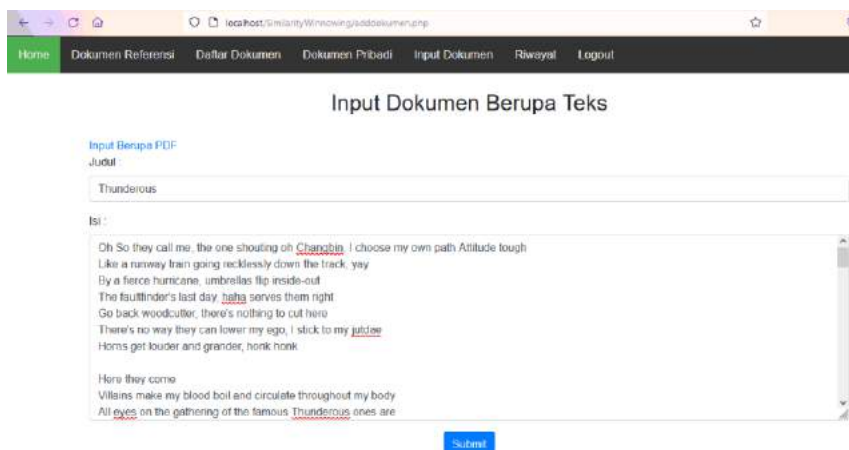 localhost/SimilarityWinnowing/adddokumen.php
Home Dokumen Referensi Daftar Dokumen Dokumen Pribadi Input Dokumen Riwayat Logout
Input Dokumen Berupa Teks
Input Berupa PDF
Judul :
Thunderous
Isi :
Oh So they call me, the one shouting oh Changbin. I choose my own path Attitude tough
Like a runway train going recklessly down the track, yay
By a fierce hurricane, umbrellas flip inside-out
The faultfinder's last day, haha serves them right
Go back woodcutter, there's nothing to cut here
There's no way they can lower my ego, I stick to my jutdae
Horns get louder and grander, honk honk
Here they come
Villains make my blood boil and circulate throughout my body
All eyes on the gathering of the famous Thunderous ones are
Submit